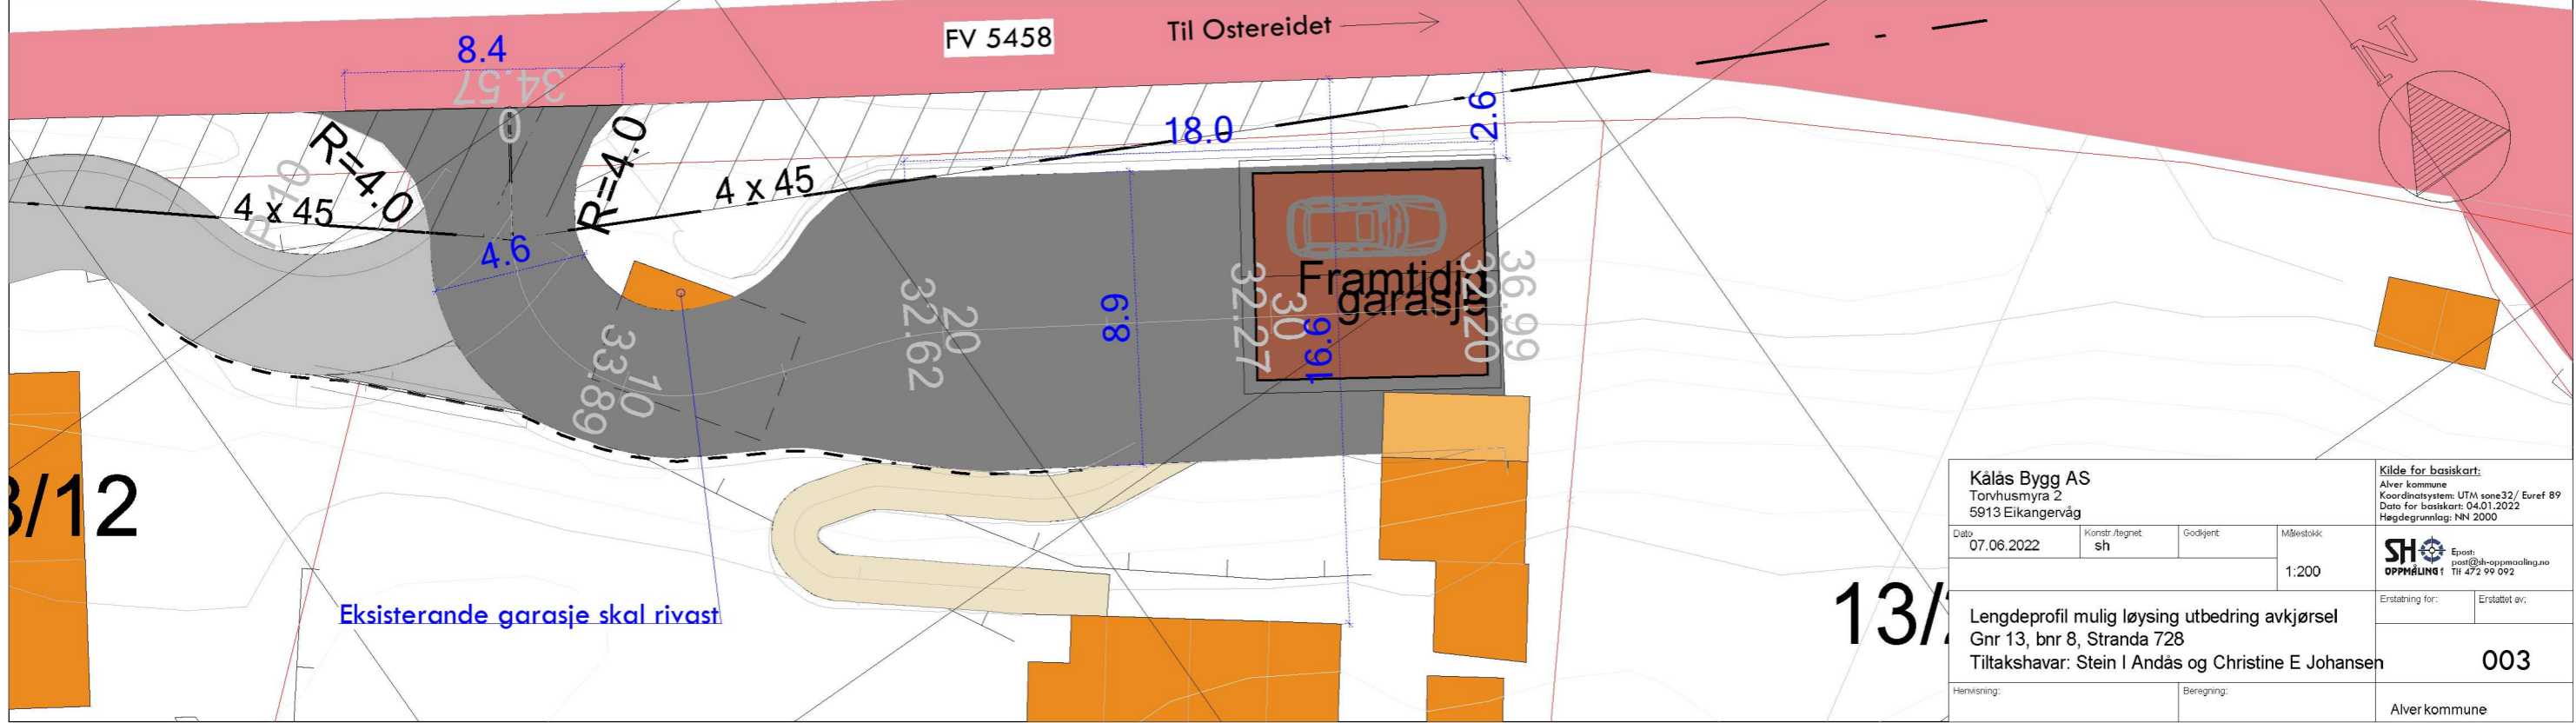 FV 5458
Til Ostereidet
8.4
34.57
0
R=4.0
R=4.0
P 10
4 x 45
4 x 45
4.6
18.0
2.6
N
8.9
16.6
10
33.89
20
32.62
30
32.27
32.20
36.99
Framtidig
garasje
Eksisterande garasje skal rivast
3/12
13/
Kålås Bygg AS
Torvhusmyra 2
5913 Eikangervåg
Kilde for basiskart:
Alver kommune
Koordinatsystem: UTM sone32/ Euref 89
Dato for basiskart: 04.01.2022
Høgdegrunnlag: NN 2000
Dato
07.06.2022
Konstr./tegnet
sh
Godkjent
Målestokk
1:200
SH
OPPMÅLING
Epost:
post@sh-oppmaaling.no
Tlf 472 99 092
Lengdeprofil mulig løysing utbedring avkjørsel
Gnr 13, bnr 8, Stranda 728
Tiltakshavar: Stein I Andås og Christine E Johansen
Erstatning for:
Erstattet av:
003
Henvisning:
Beregning:
Alver kommune